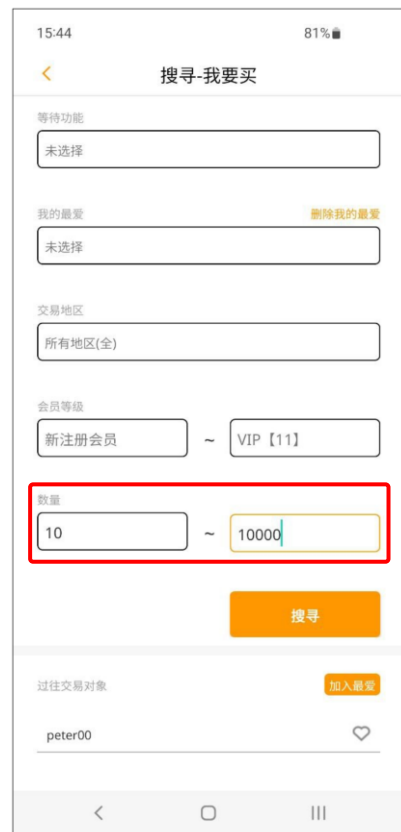 15:44 81%
搜寻-我要买
等待功能
未选择
我的最爱 删除我的最爱
未选择
交易地区
所有地区(全)
会员等级
新注册会员 ~ VIP【11】
数量
10 ~ 10000
搜寻
过往交易对象 加入最爱
peter00